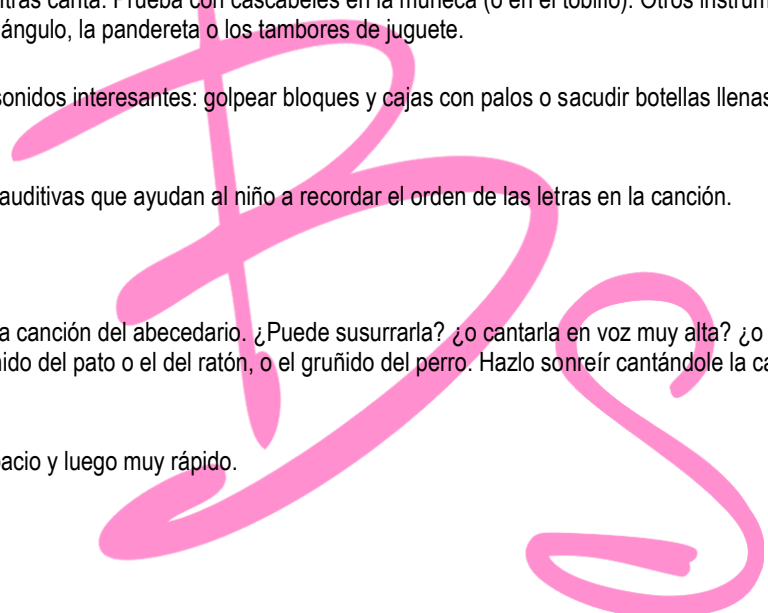 tras canta. Prueba con cascabeles en la muñeca (o en el tobillo). Otros instrum
ángulo, la pandereta o los tambores de juguete.
sonidos interesantes: golpear bloques y cajas con palos o sacudir botellas llenas
auditivas que ayudan al niño a recordar el orden de las letras en la canción.
a canción del abecedario. ¿Puede susurrarla? ¿o cantarla en voz muy alta? ¿o
ido del pato o el del ratón, o el gruñido del perro. Hazlo sonreír cantándole la ca
acio y luego muy rápido.
Bs